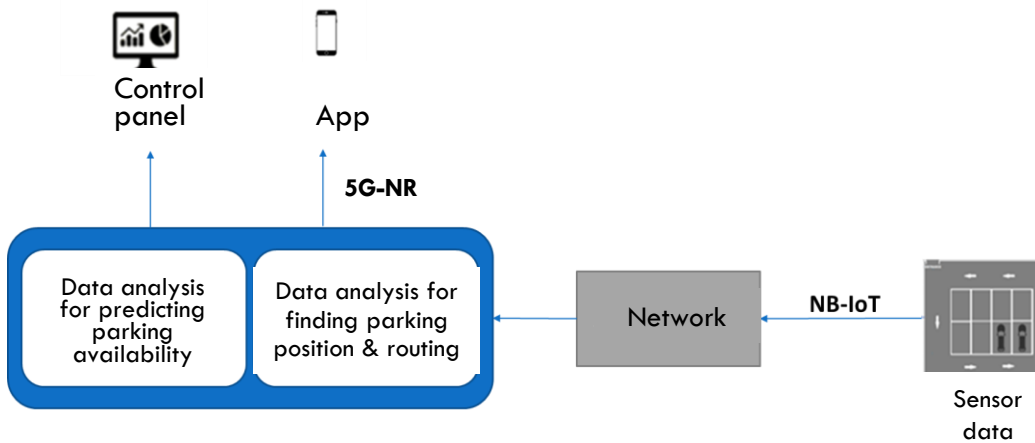 Control
panel
App
5G-NR
Data analysis
for predicting
parking
availability
Data analysis for
finding parking
position & routing
Network
NB-IoT
Sensor
data